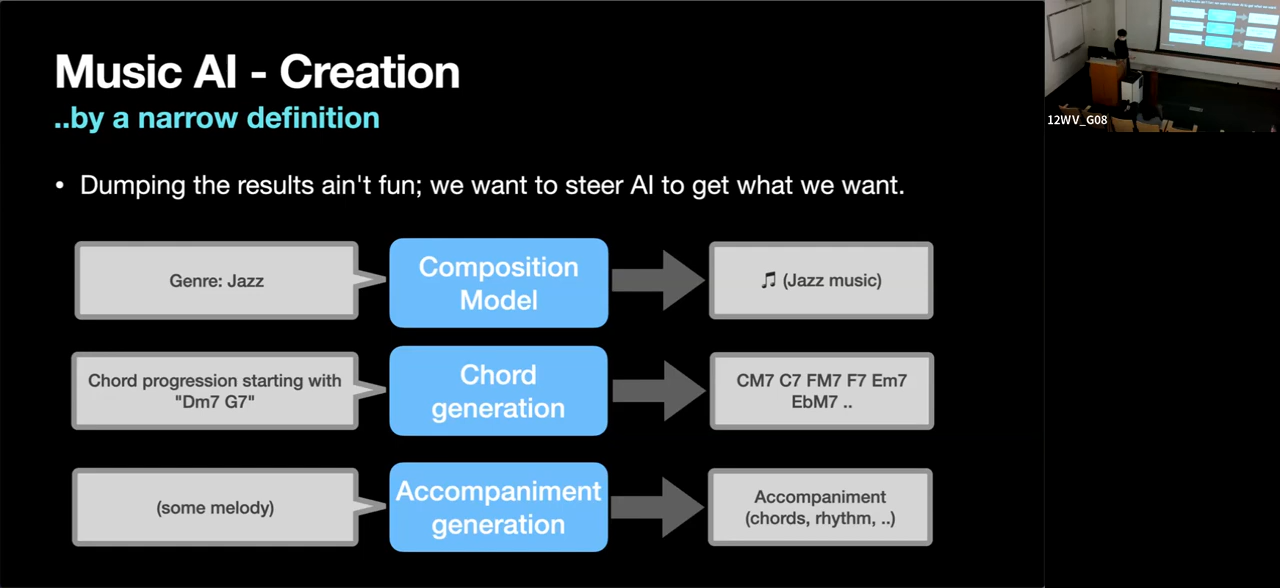 Music AI - Creation
..by a narrow definition
• Dumping the results ain't fun; we want to steer AI to get what we want.
Genre: Jazz
Composition
Model
🎵 (Jazz music)
Chord progression starting with
"Dm7 G7"
Chord
generation
CM7 C7 FM7 F7 Em7
EbM7 ..
(some melody)
Accompaniment
generation
Accompaniment
(chords, rhythm, ..)
12WV_G08